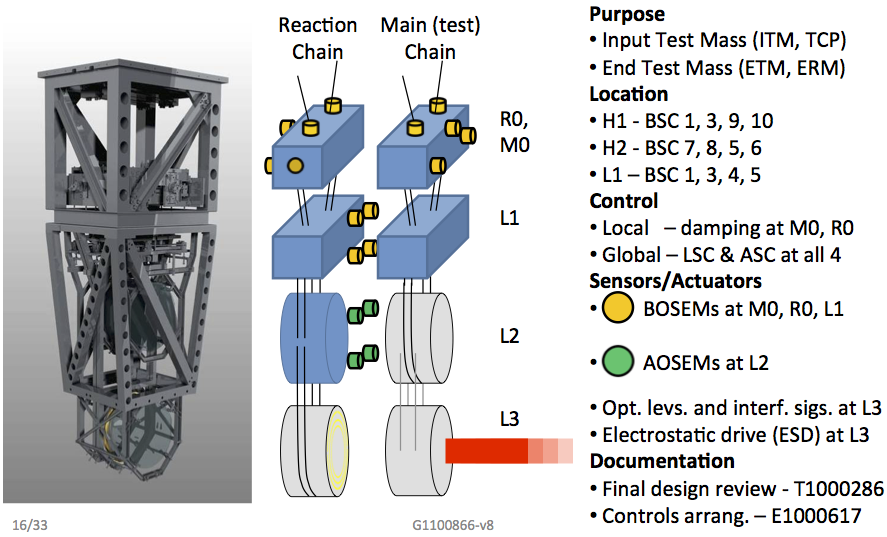 Reaction Chain
Main (test) Chain
R0, M0
L1
L2
L3
Purpose
• Input Test Mass (ITM, TCP)
• End Test Mass (ETM, ERM)
Location
• H1 - BSC 1, 3, 9, 10
• H2 - BSC 7, 8, 5, 6
• L1 – BSC 1, 3, 4, 5
Control
• Local – damping at M0, R0
• Global – LSC & ASC at all 4
Sensors/Actuators
• BOSEMs at M0, R0, L1
• AOSEMs at L2
• Opt. levs. and interf. sigs. at L3
• Electrostatic drive (ESD) at L3
Documentation
• Final design review - T1000286
• Controls arrang. – E1000617
16/33
G1100866-v8